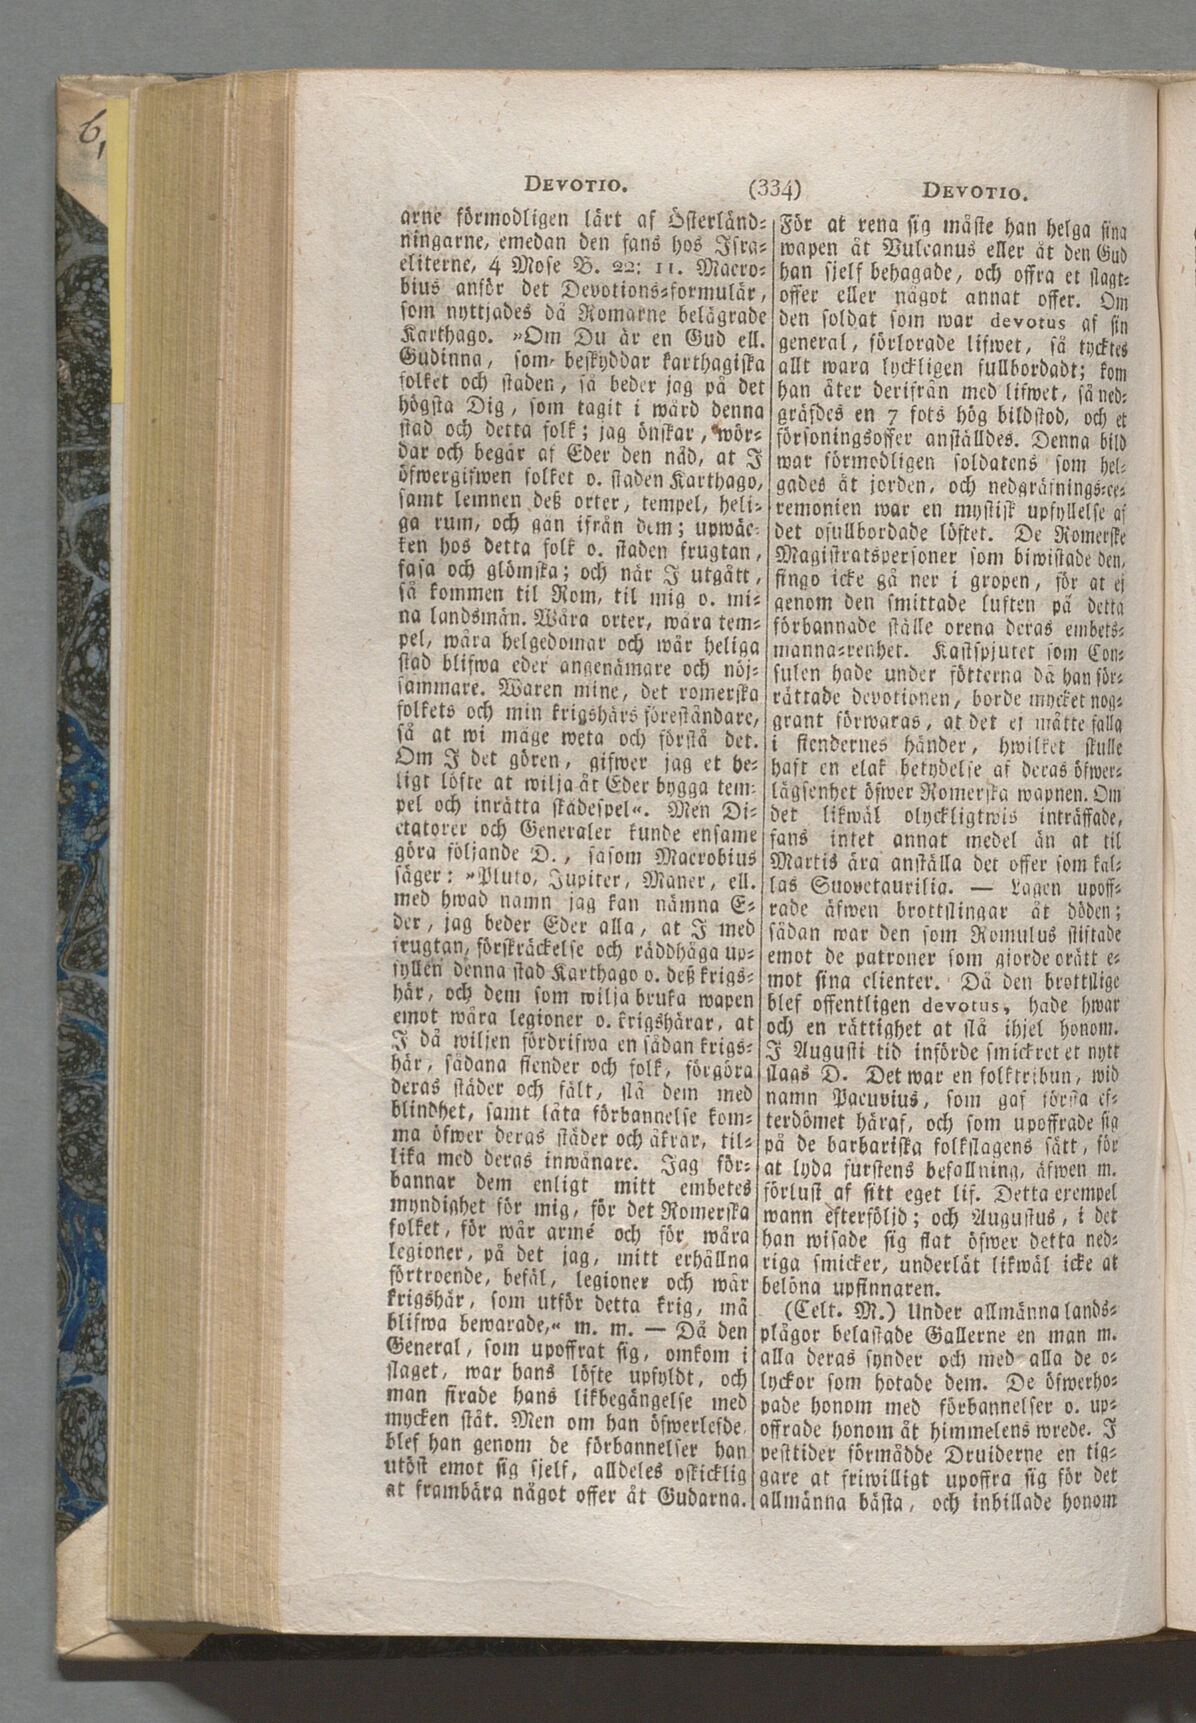 6,
DEVOTIO. (334) DEVOTIO.
arne förmodligen lärt af Österländ-
ningarne, emedan den fans hos Isra-
eliterne, 4 Mose B. 22: 11. Macro-
bius anför det Devotions-formulär,
som nyttjades då Romarne belägrade
Karthago. »Om Du är en Gud ell.
Gudinna, som beskyddar karthagiska
folket och staden, så beder jag på det
högsta Dig, som tagit i wård denna
stad och detta folk; jag önskar, wör-
dar och begär af Eder den nåd, at I
öfwergifwen folket o. staden Karthago,
samt lemnen deß orter, tempel, heli-
ga rum, och gån ifrån dem; upwäc-
ken hos detta folk o. staden frugtan,
fasa och glömska; och när I utgått,
så kommen til Rom, til mig o. mi-
na landsmän. Wåra orter, wåra tem-
pel, wåra helgedomar och wår heliga
stad blifwa eder angenämare och nöj-
sammare. Waren mine, det romerska
folkets och min krigshärs föreståndare,
så at wi måge weta och förstå det.
Om I det gören, gifwer jag et he-
ligt löfte at wilja åt Eder bygga tem-
pel och inrätta skådespel«. Men Di-
ctatorer och Generaler kunde ensame
göra följande D., såsom Macrobius
säger: »Pluto, Jupiter, Maner, ell.
med hwad namn jag kan nämna E-
der, jag beder Eder alla, at I med
frugtan, förskräckelse och räddhåga up-
fyllen denna stad Karthago o. deß krigs-
här, och dem som wilja bruka wapen
emot wåra legioner o. krigshärar, at
I då wiljen fördrifwa en sådan krigs-
här, sådana fiender och folk, förgöra
deras städer och fält, slå dem med
blindhet, samt låta förbannelse kom-
ma öfwer deras städer och åkrar, til-
lika med deras inwånare. Jag för-
bannar dem enligt mitt embetes
myndighet för mig, för det Romerska
folket, för wår armé och för wåra
legioner, på det jag, mitt erhållna
förtroende, befäl, legioner och wår
krigshär, som utför detta krig, må
blifwa bewarade,« m. m. — Då den
General, som upoffrat sig, omkom i
slaget, war hans löfte upfyldt, och
man firade hans likbegängelse med
mycken ståt. Men om han öfwerlefde,
blef han genom de förbannelser han
utöst emot sig sjelf, alldeles oskicklig
at frambära något offer åt Gudarna.
För at rena sig måste han helga sina
wapen åt Vulcanus eller åt den Gud
han sjelf behagade, och offra et slagt-
offer eller något annat offer. Om
den soldat som war devotus af sin
general, förlorade lifwet, så tycktes
allt wara lyckligen fullbordadt; kom
han åter derifrån med lifwet, så ned-
gräfdes en 7 fots hög bildstod, och et
försoningsoffer anställdes. Denna bild
war förmodligen soldatens som hel-
gades åt jorden, och nedgräfnings-ce-
remonien war en mystisk upfyllelse af
det ofullbordade löftet. De Romerske
Magistratspersoner som biwistade den,
fingo icke gå ner i gropen, för at ej
genom den smittade luften på detta
förbannade ställe orena deras embets-
manna-renhet. Kastspjutet som Con-
sulen hade under fötterna då han för-
rättade devotionen, borde mycket nog-
grant förwaras, at det ej måtte falla
i fiendernes händer, hwilket skulle
haft en elak betydelse af deras öfwer-
lägsenhet öfwer Romerska wapnen. Om
det likwäl olyckligtwis inträffade,
fans intet annat medel än at til
Martis ära anställa det offer som kal-
las Suovetaurilia. — Lagen upoff-
rade äfwen brottslingar åt döden;
sådan war den som Romulus stiftade
emot de patroner som gjorde orätt e-
mot sina clienter. Då den brottslige
blef offentligen devotus, hade hwar
och en rättighet at slå ihjel honom.
I Augusti tid införde smickret et nytt
slags D. Det war en folktribun, wid
namn Pacuvius, som gaf första ef-
terdömet häraf, och som upoffrade sig
på de barbariska folkslagens sätt, för
at lyda furstens befallning, äfwen m.
förlust af sitt eget lif. Detta exempel
wann efterföljd; och Augustus, i det
han wisade sig flat öfwer detta ned-
riga smicker, underlät likwäl icke at
belöna upfinnaren.
(Celt. M.) Under allmänna lands-
plågor belastade Gallerne en man m.
alla deras synder och med alla de o-
lyckor som hotade dem. De öfwerho-
pade honom med förbannelser o. up-
offrade honom åt himmelens wrede. I
pesttider förmådde Druiderne en tig-
gare at friwilligt upoffra sig för det
allmänna bästa, och inbillade honom